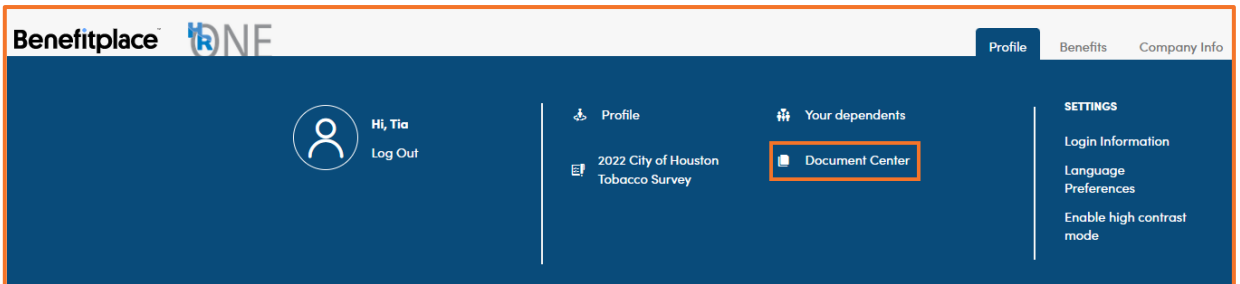 Benefitplace HR ONE
Profile Benefits Company Info
Hi, Tia
Log Out
Profile
2022 City of Houston
Tobacco Survey
Your dependents
Document Center
SETTINGS
Login Information
Language
Preferences
Enable high contrast
mode